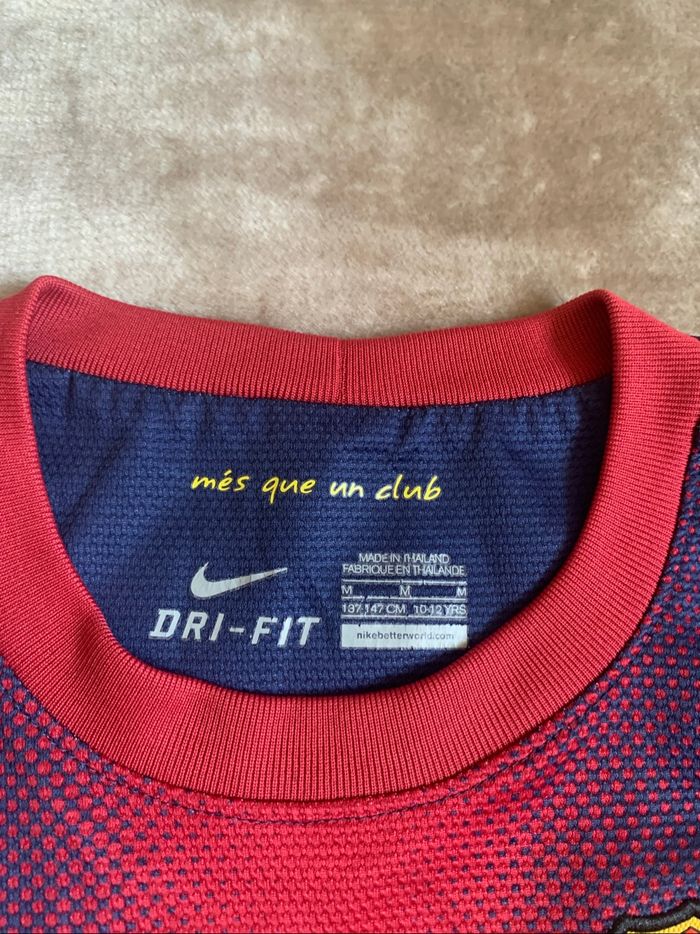 més que un club
DRI-FIT
MADE IN THAILAND
FABRIQUE EN THAILANDE
M M M
137-147 CM 10-12 YRS
nikebetterworld.com